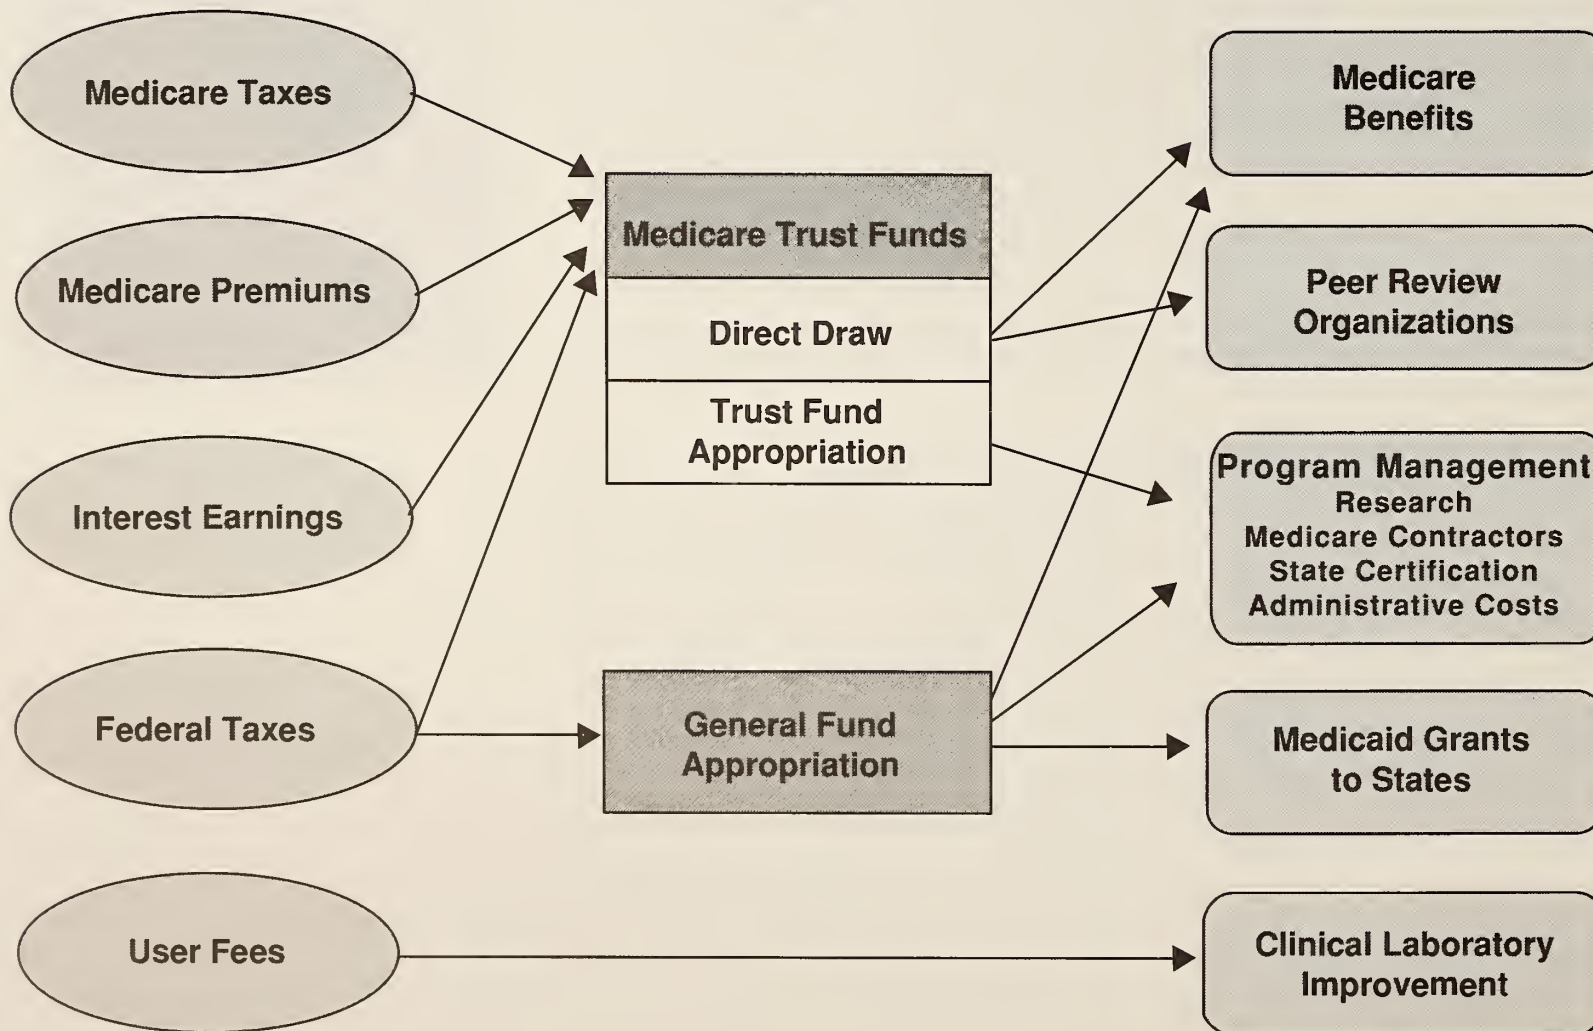 Medicare Taxes
Medicare Premiums
Interest Earnings
Federal Taxes
User Fees
Medicare Trust Funds
Direct Draw
Trust Fund
Appropriation
General Fund
Appropriation
Medicare
Benefits
Peer Review
Organizations
Program Management
Research
Medicare Contractors
State Certification
Administrative Costs
Medicaid Grants
to States
Clinical Laboratory
Improvement